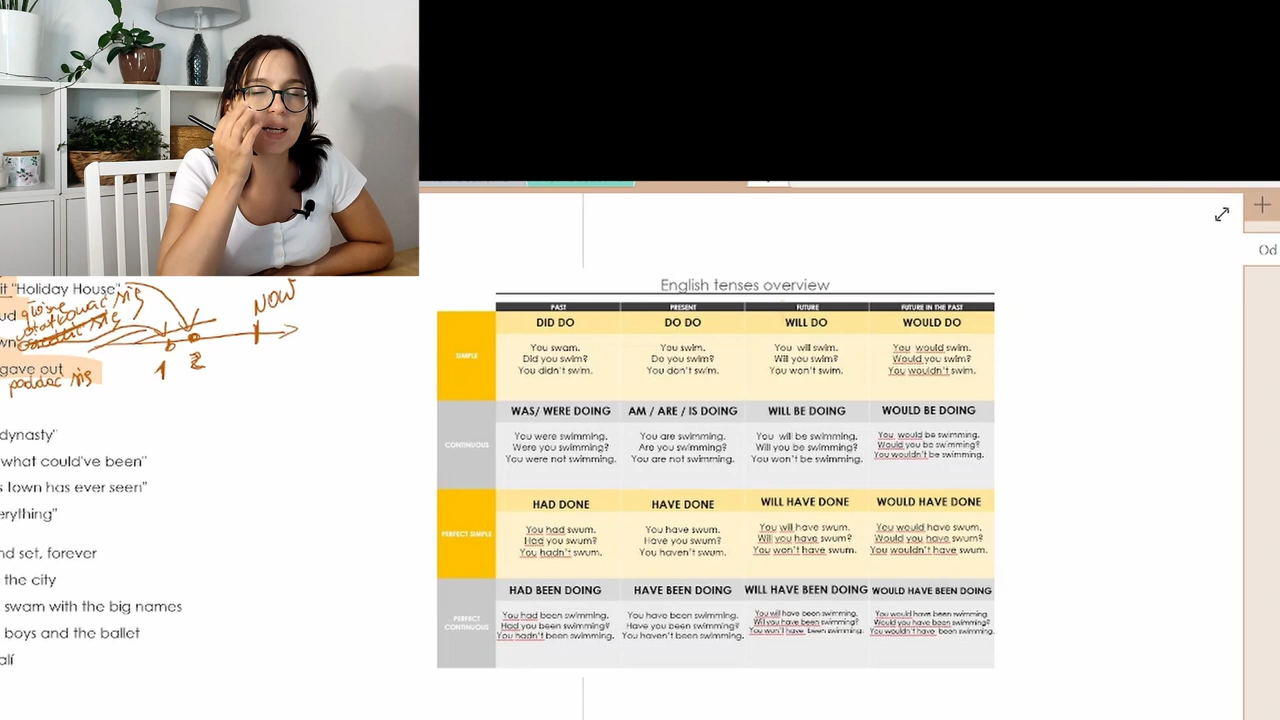 Od
it "Holiday House"
NOW
gave out
poddać się
1
2
dynasty"
what could've been"
s town has ever seen"
erything"
nd set, forever
the city
swam with the big names
boys and the ballet
alí
English tenses overview
PAST PRESENT FUTURE FUTURE IN THE PAST
SIMPLE
DID DO DO DO WILL DO WOULD DO
You swam. You swim. You will swim. You would swim.
Did you swim? Do you swim? Will you swim? Would you swim?
You didn't swim. You don't swim. You won't swim. You wouldn't swim.
CONTINUOUS
WAS/ WERE DOING AM / ARE / IS DOING WILL BE DOING WOULD BE DOING
You were swimming. You are swimming. You will be swimming. You would be swimming.
Were you swimming? Are you swimming? Will you be swimming? Would you be swimming?
You were not swimming. You are not swimming. You won't be swimming. You wouldn't be swimming.
PERFECT SIMPLE
HAD DONE HAVE DONE WILL HAVE DONE WOULD HAVE DONE
You had swum. You have swum. You will have swum. You would have swum.
Had you swum? Have you swum? Will you have swum? Would you have swum?
You hadn't swum. You haven't swum. You won't have swum. You wouldn't have swum.
PERFECT CONTINUOUS
HAD BEEN DOING HAVE BEEN DOING WILL HAVE BEEN DOING WOULD HAVE BEEN DOING
You had been swimming. You have been swimming. You will have been swimming. You would have been swimming.
Had you been swimming? Have you been swimming? Will you have been swimming? Would you have been swimming?
You hadn't been swimming. You haven't been swimming. You won't have been swimming. You wouldn't have been swimming.